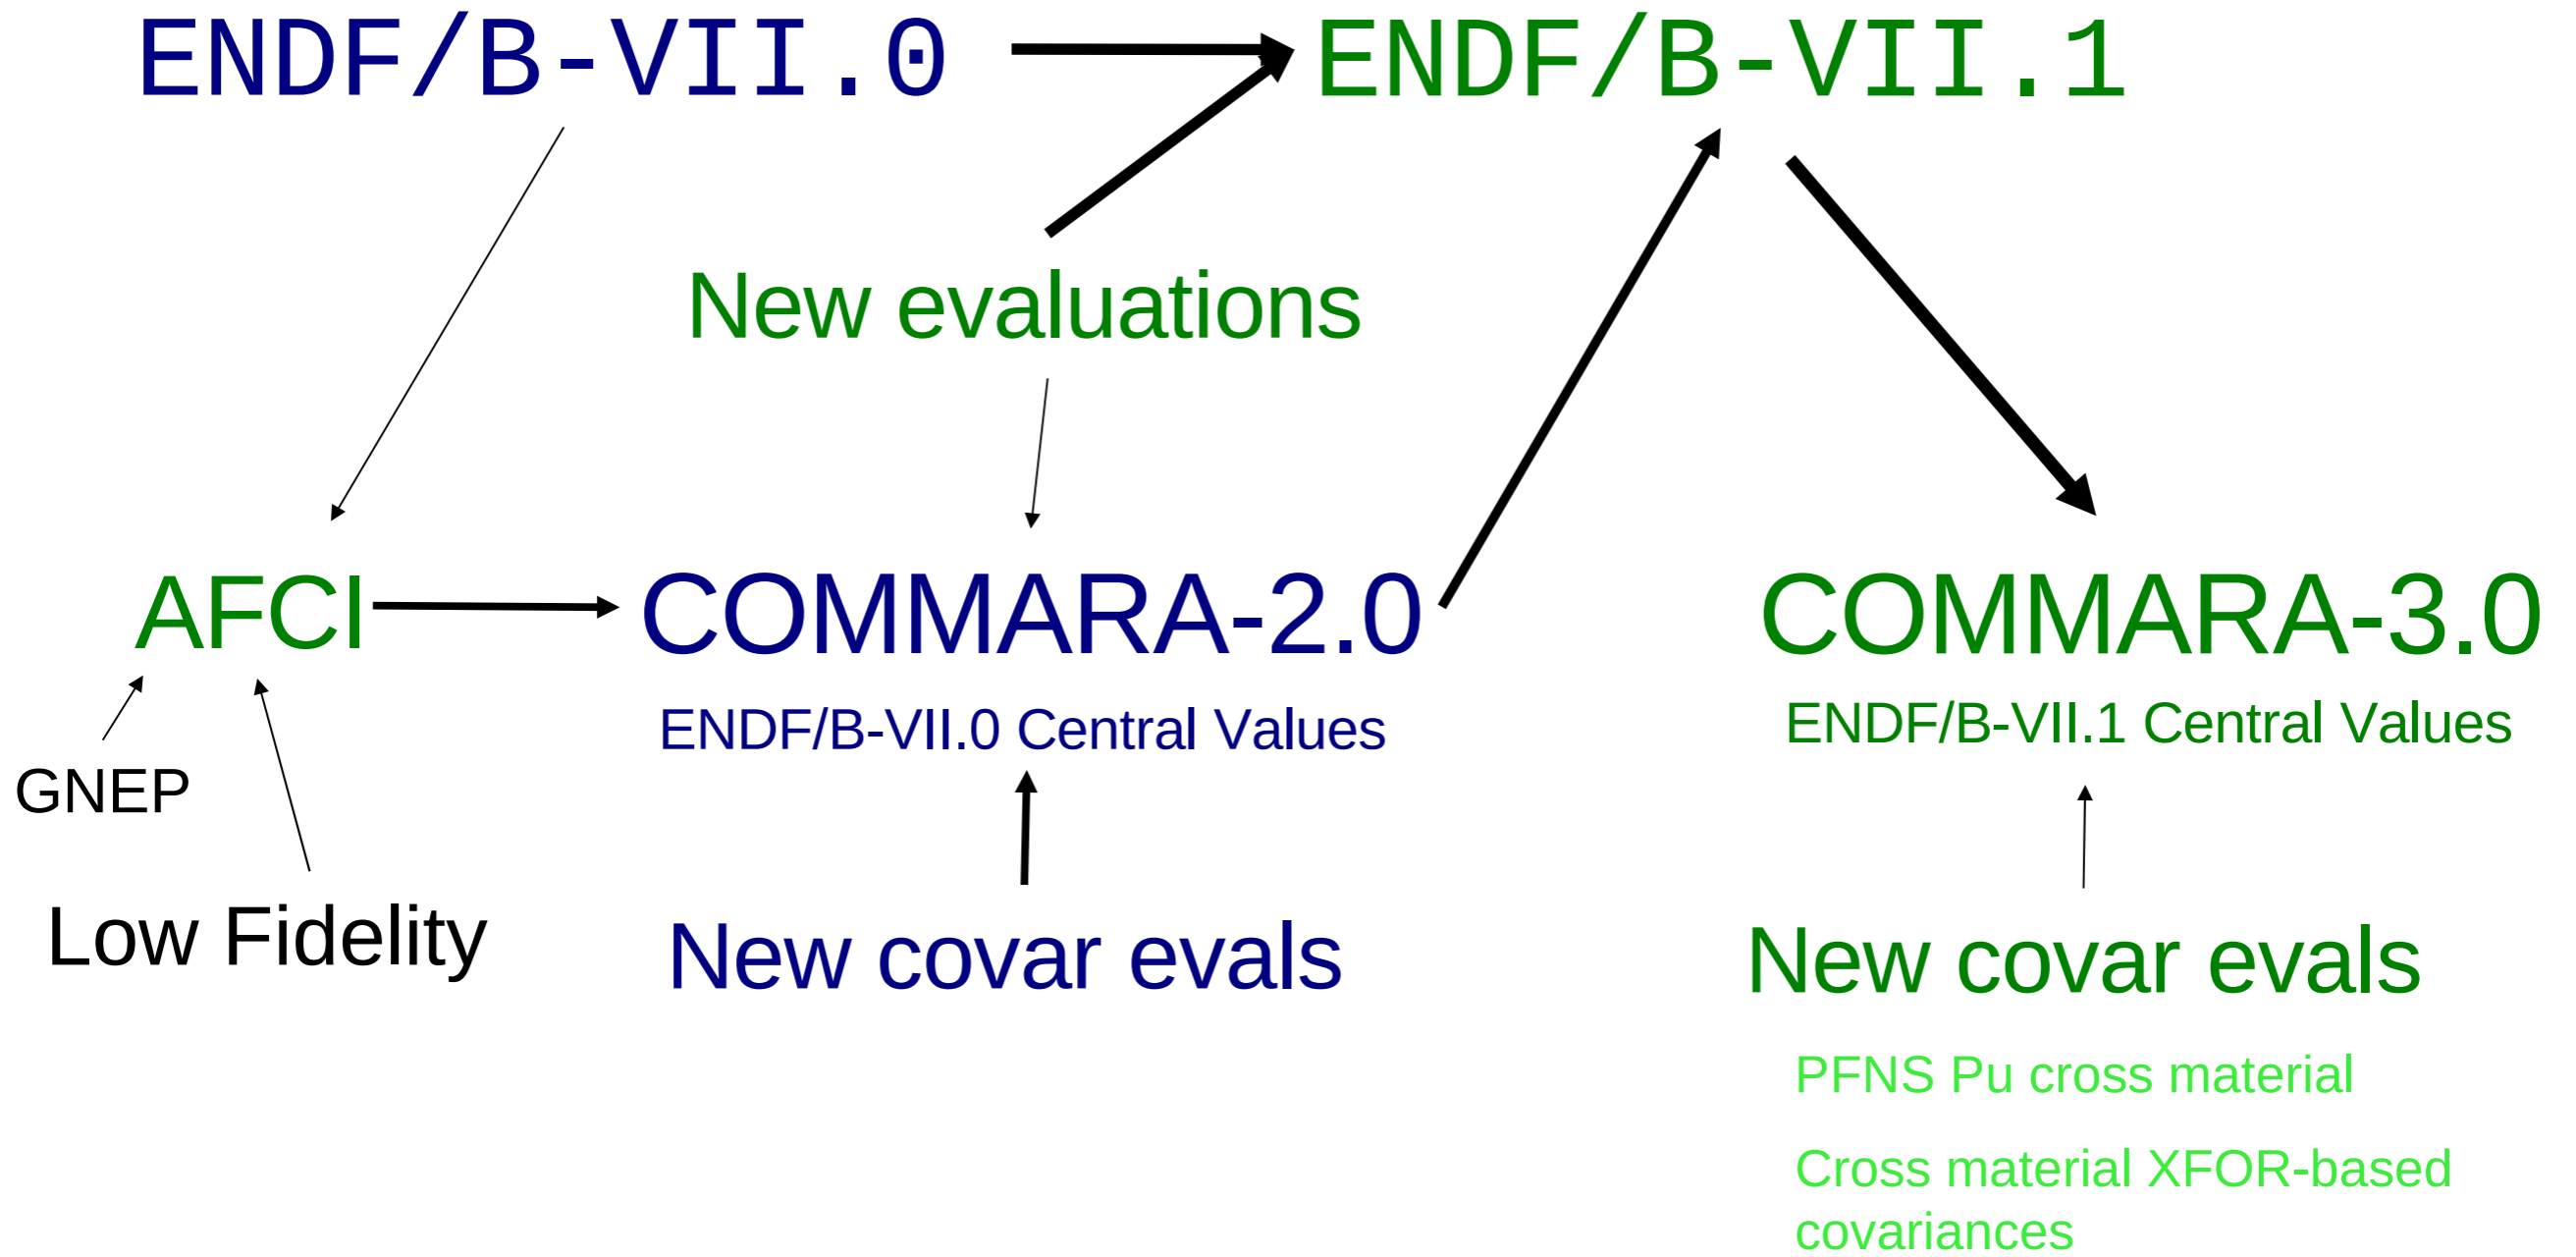 ENDF/B-VII.0
ENDF/B-VII.1
New evaluations
AFCI
COMMARA-2.0
COMMARA-3.0
ENDF/B-VII.0 Central Values
ENDF/B-VII.1 Central Values
GNEP
Low Fidelity
New covar evals
New covar evals
PFNS Pu cross material
Cross material XFOR-based
covariances